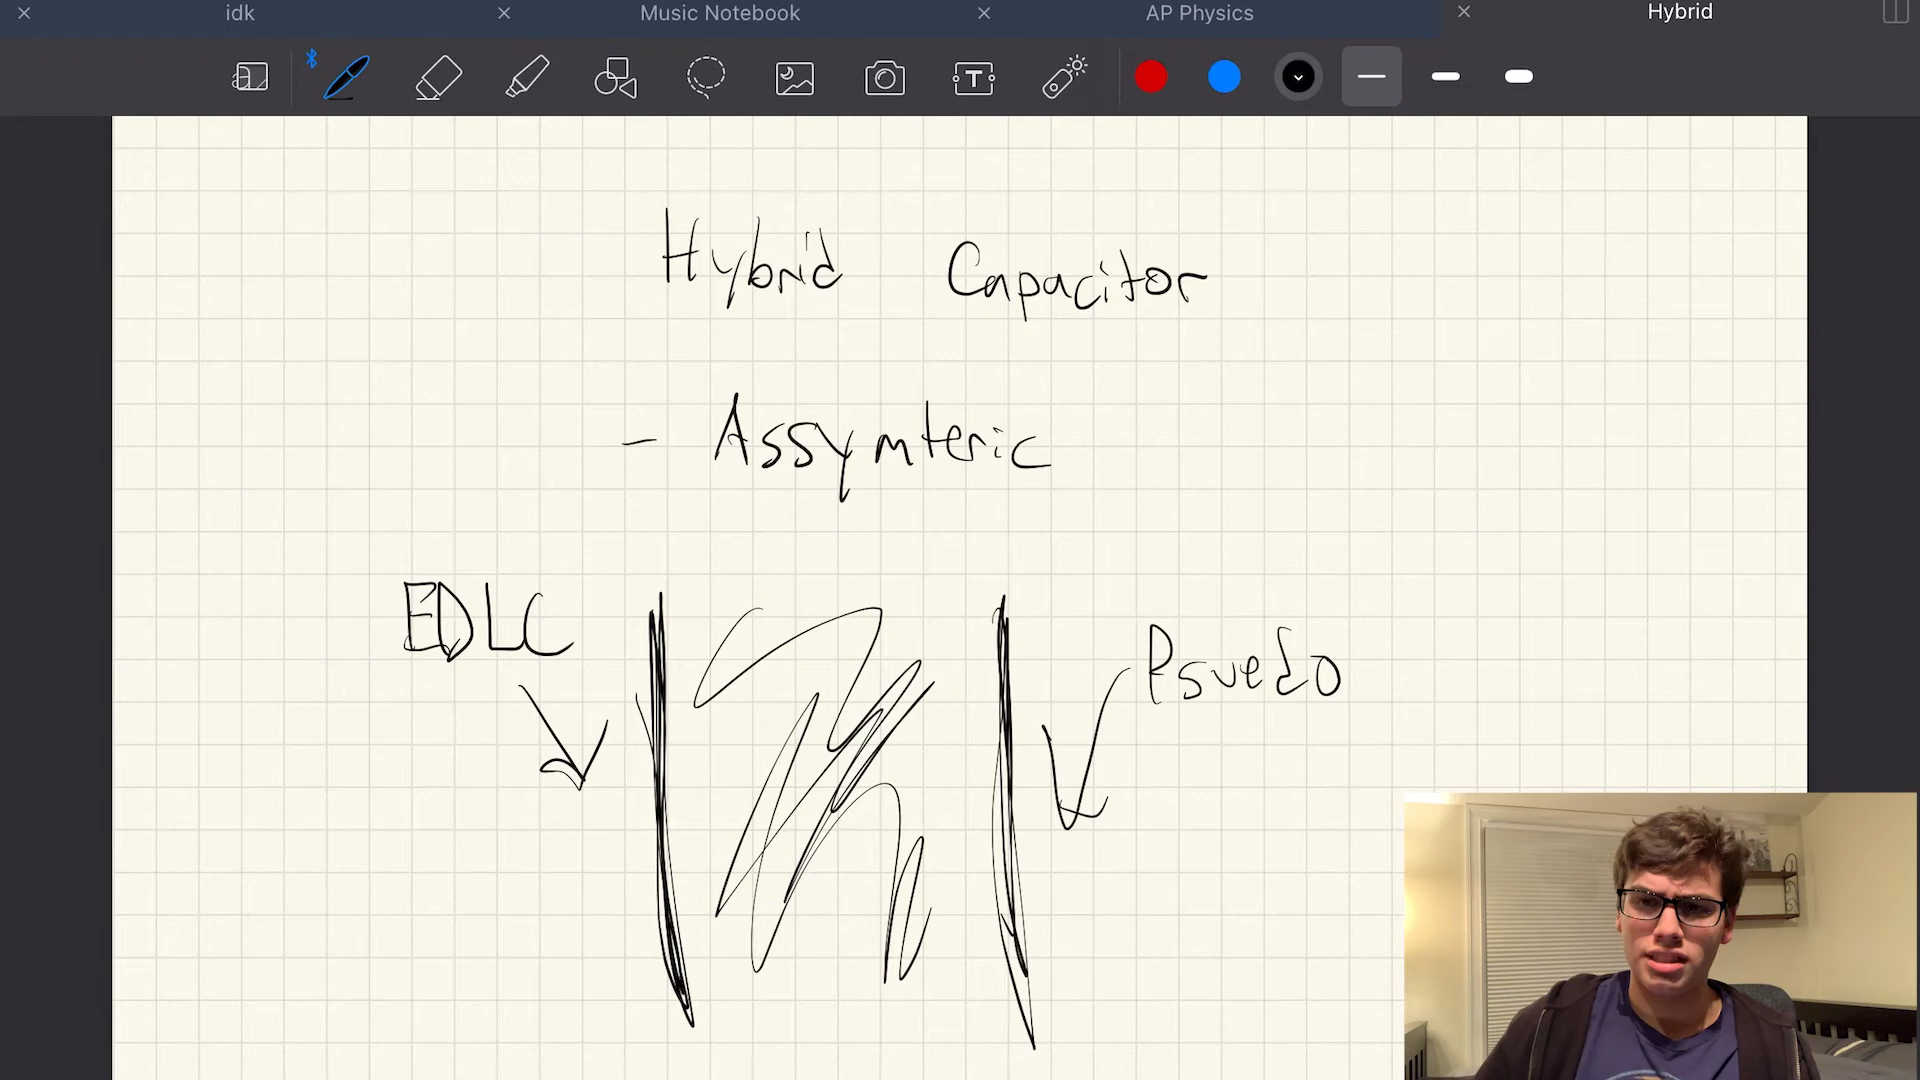 idk
Music Notebook
AP Physics
Hybrid
a
T
Hybrid Capacitor
- Assymteric
EDLC
Psuedo